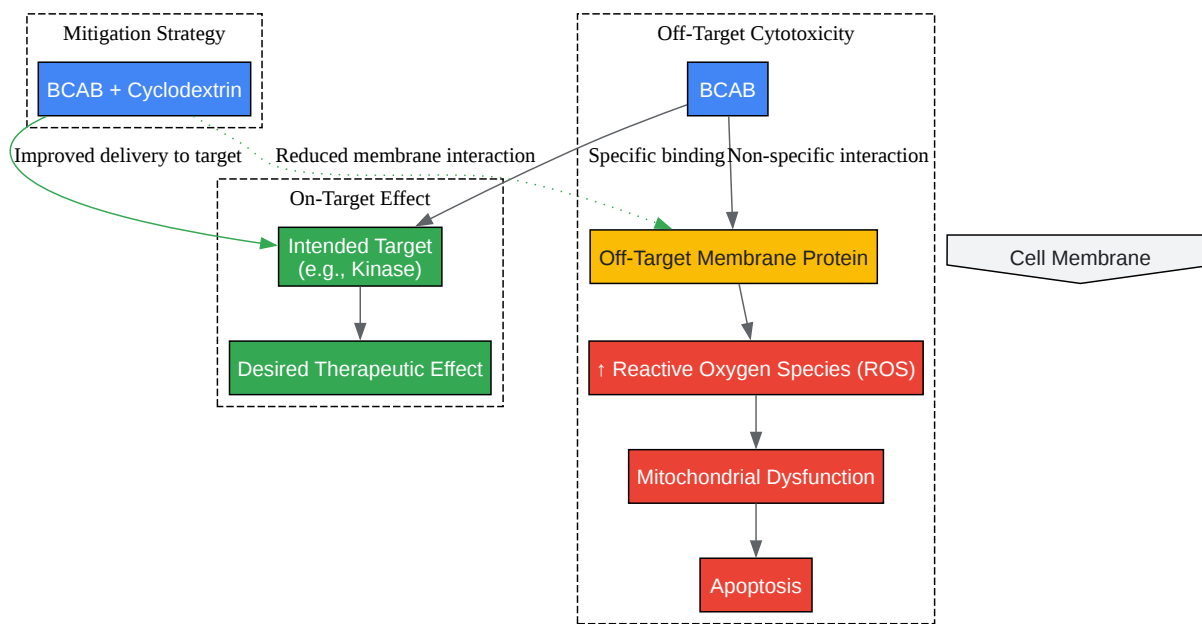 Mitigation Strategy
Off-Target Cytotoxicity
BCAB + Cyclodextrin
BCAB
Improved delivery to target
Reduced membrane interaction
Specific binding
Non-specific interaction
On-Target Effect
Intended Target
(e.g., Kinase)
Off-Target Membrane Protein
Cell Membrane
Desired Therapeutic Effect
↑ Reactive Oxygen Species (ROS)
Mitochondrial Dysfunction
Apoptosis